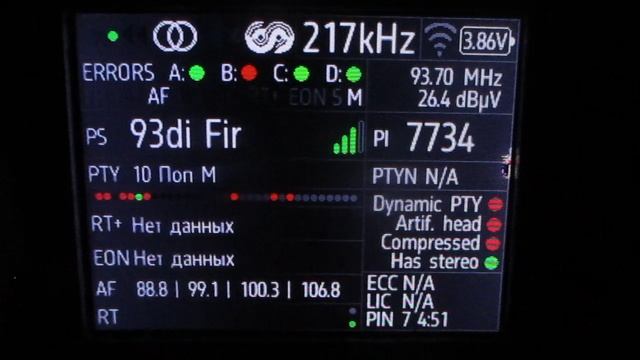 217kHz 3.86V
ERRORS A: B: C: D:
93.70 MHz
AF RT+ EON S M
26.4 dBµV
PS 93di Fir
PI 7734
PTY 10 Поп М
PTYN N/A
Dynamic PTY
RT+ Нет данных
Artif. head
Compressed
EON Нет данных
Has stereo
AF 88.8 | 99.1 | 100.3 | 106.8
ECC N/A
LIC N/A
RT
PIN 7 4:51